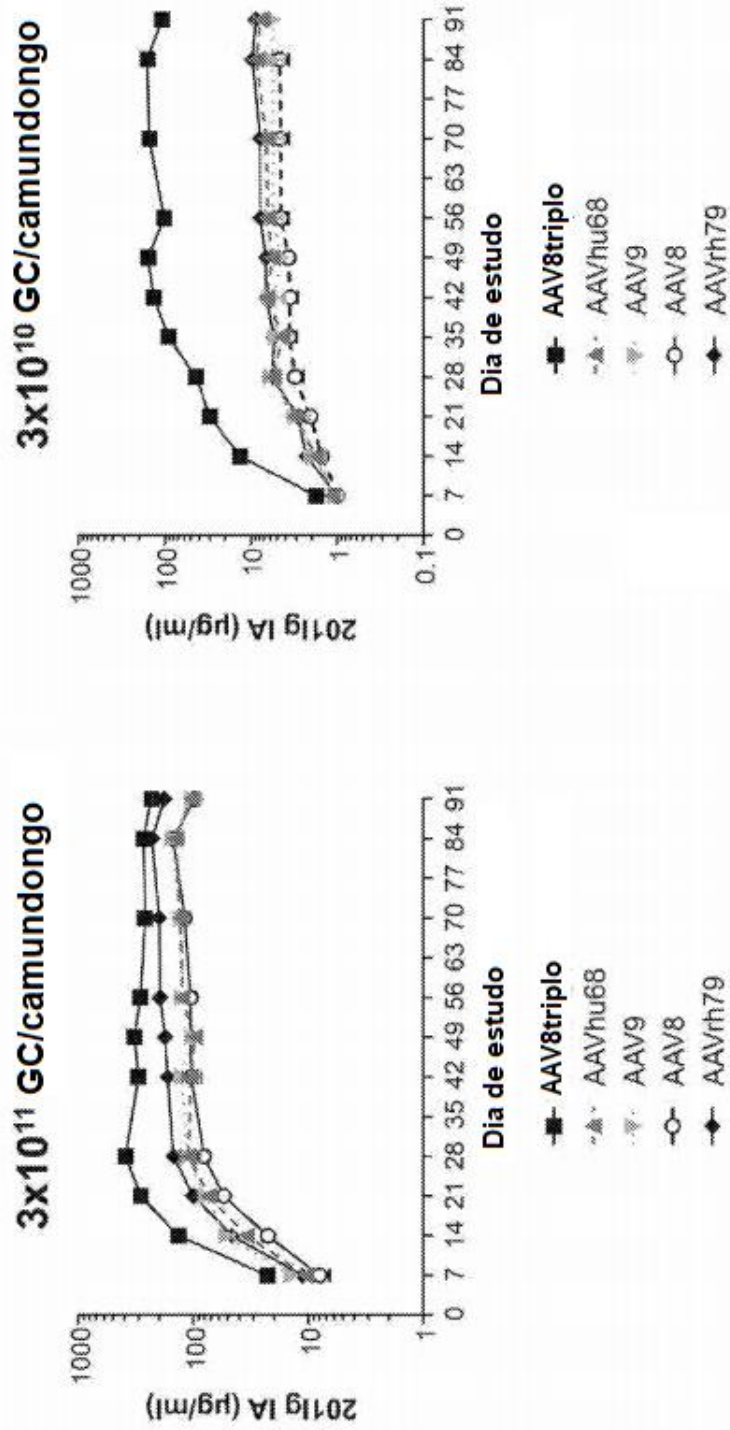 3x10¹¹ GC/camundongo
201Ig IA (µg/ml)
1000
100
10
1
0 7 14 21 28 35 42 49 56 63 70 77 84 91
Dia de estudo
AAV8triplo
AAVhu68
AAV9
AAV8
AAVrh79
3x10¹⁰ GC/camundongo
201Ig IA (µg/ml)
1000
100
10
1
0.1
0 7 14 21 28 35 42 49 56 63 70 77 84 91
Dia de estudo
AAV8triplo
AAVhu68
AAV9
AAV8
AAVrh79